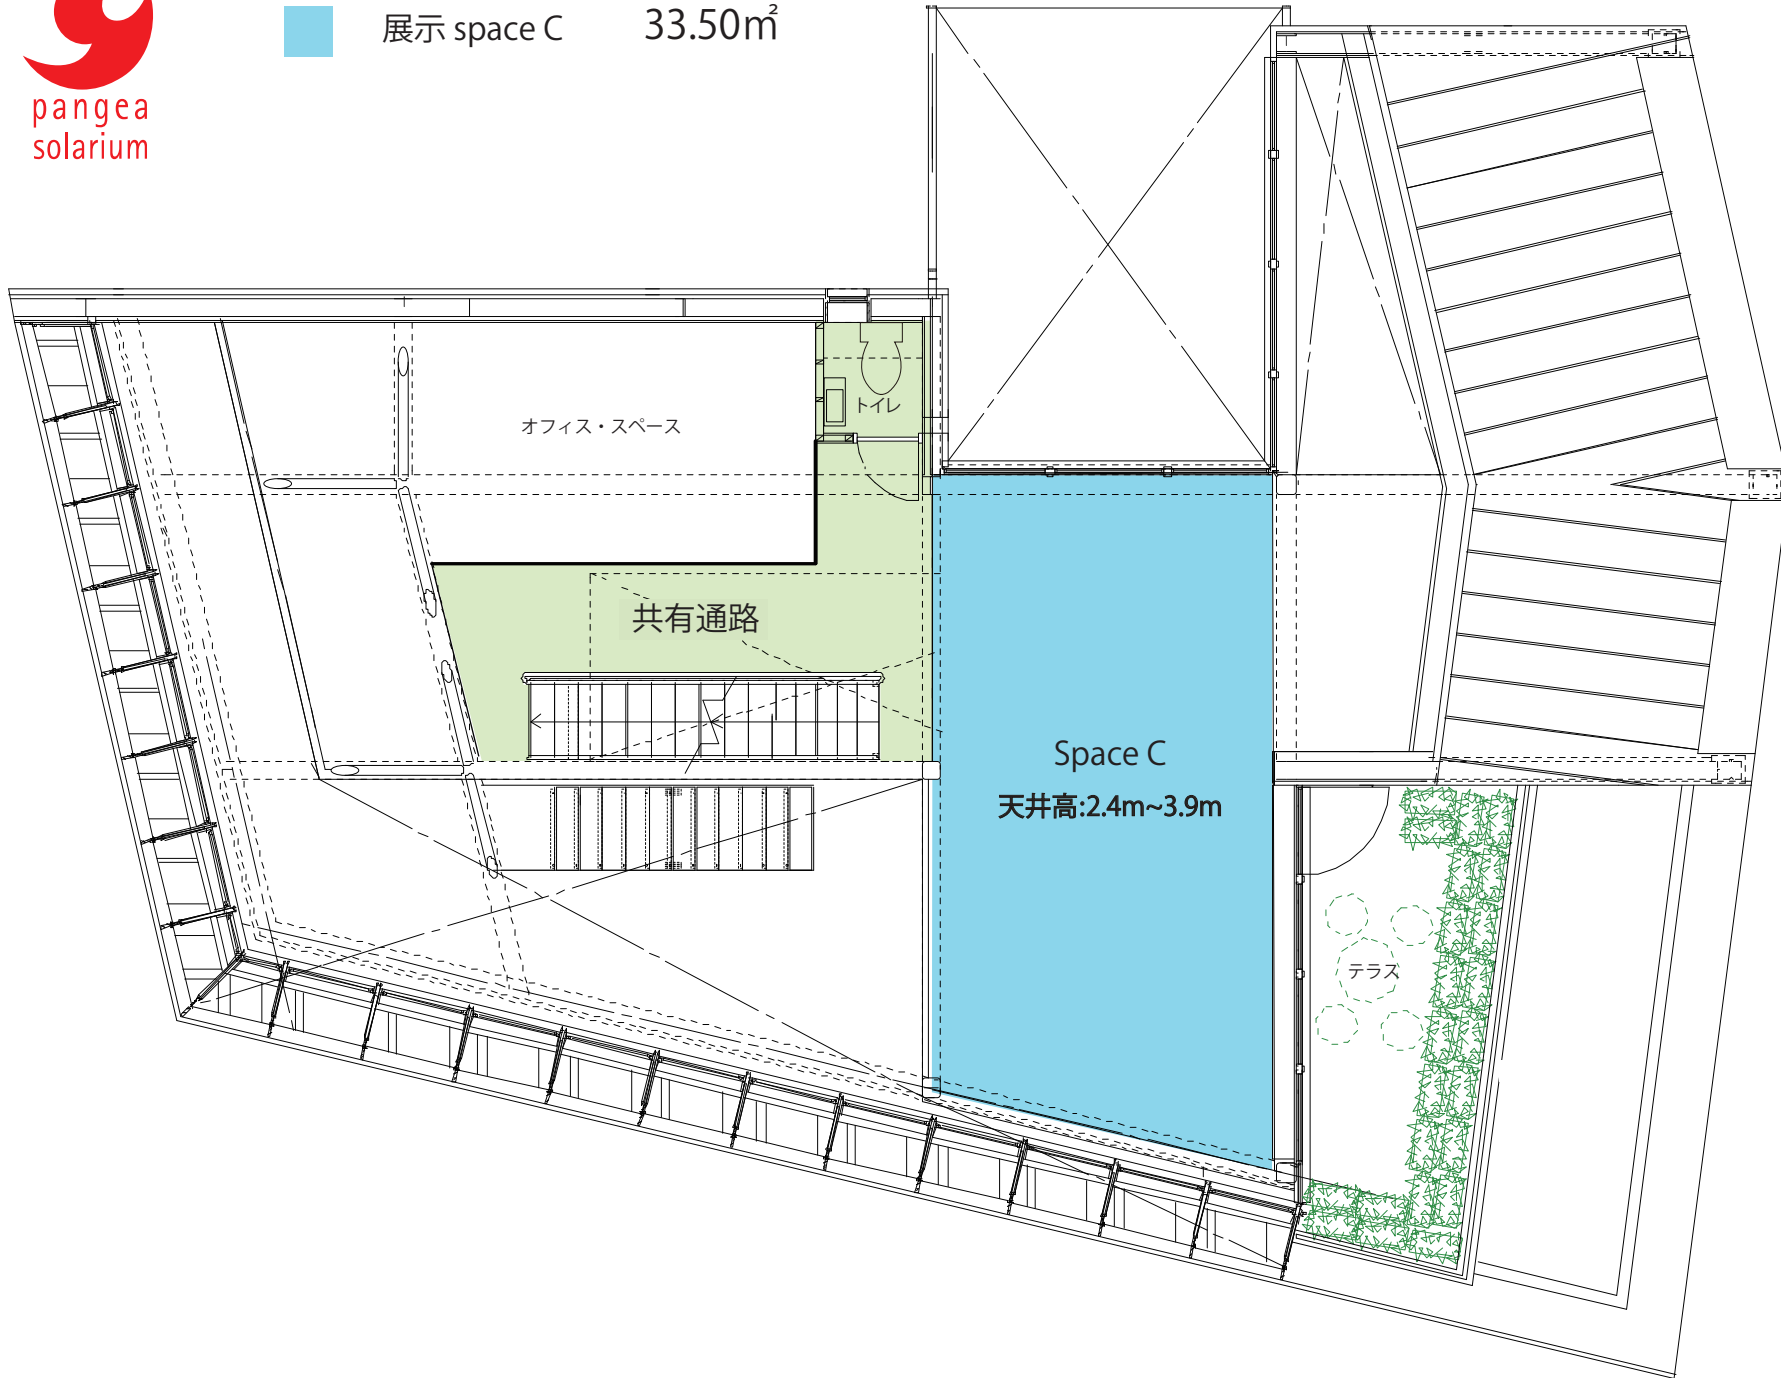 展示 space C 33.50㎡
pangea
solarium
トイレ
オフィス・スペース
共有通路
Space C
天井高:2.4m~3.9m
テラス